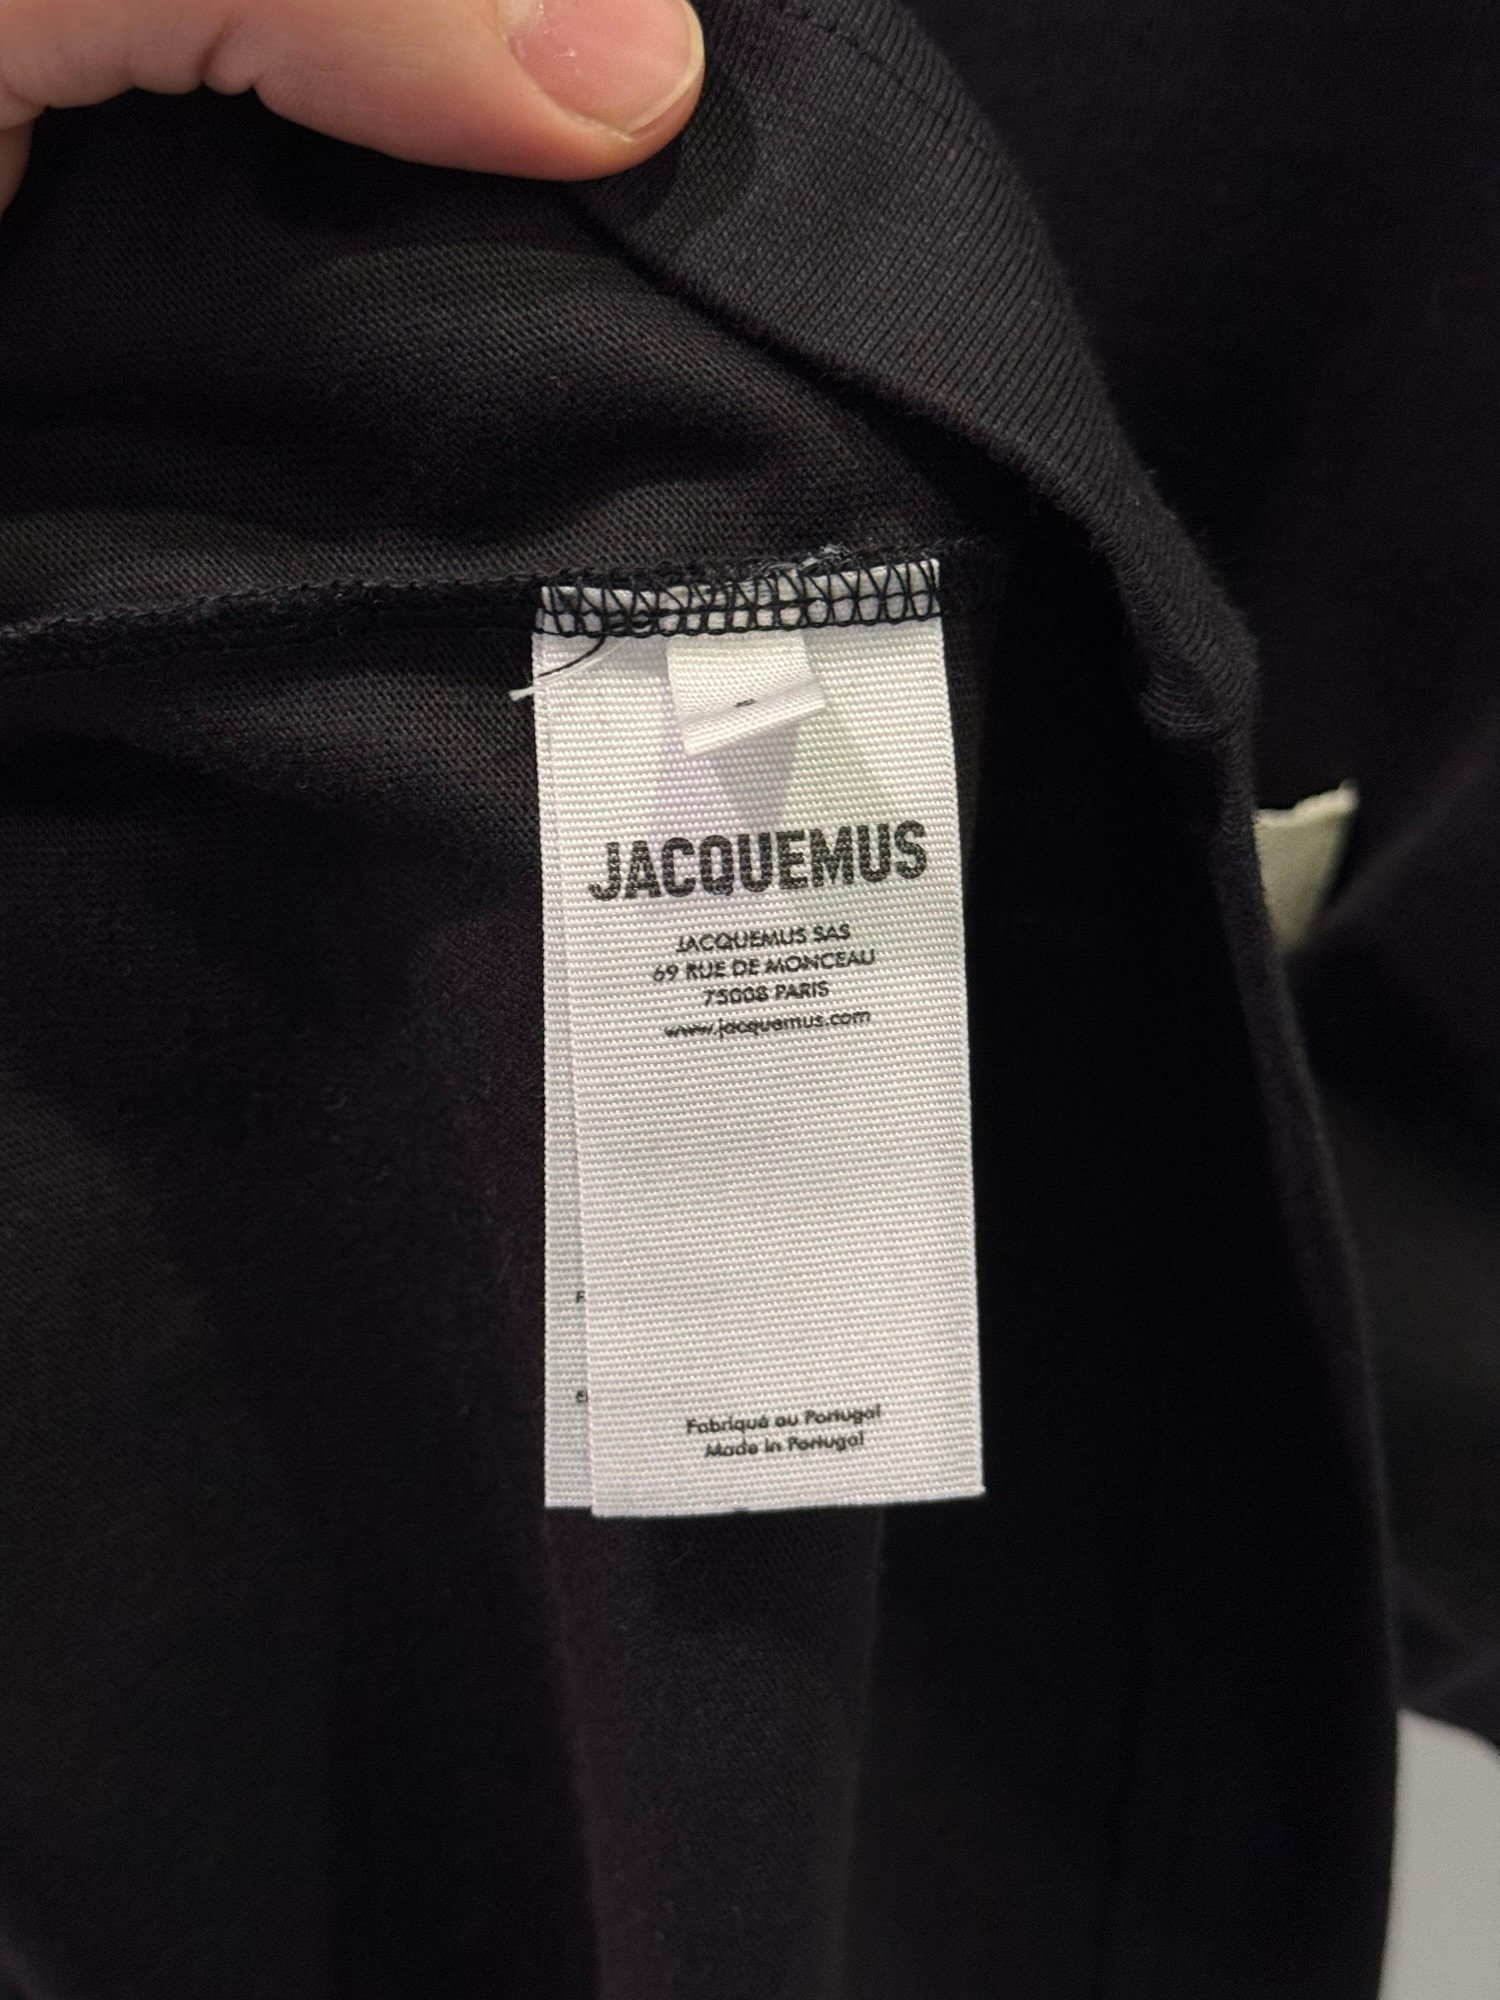 JACQUEMUS
JACQUEMUS SAS
69 RUE DE MONCEAU
75008 PARIS
www.jacquemus.com
Fabriqué au Portugal
Made in Portugal